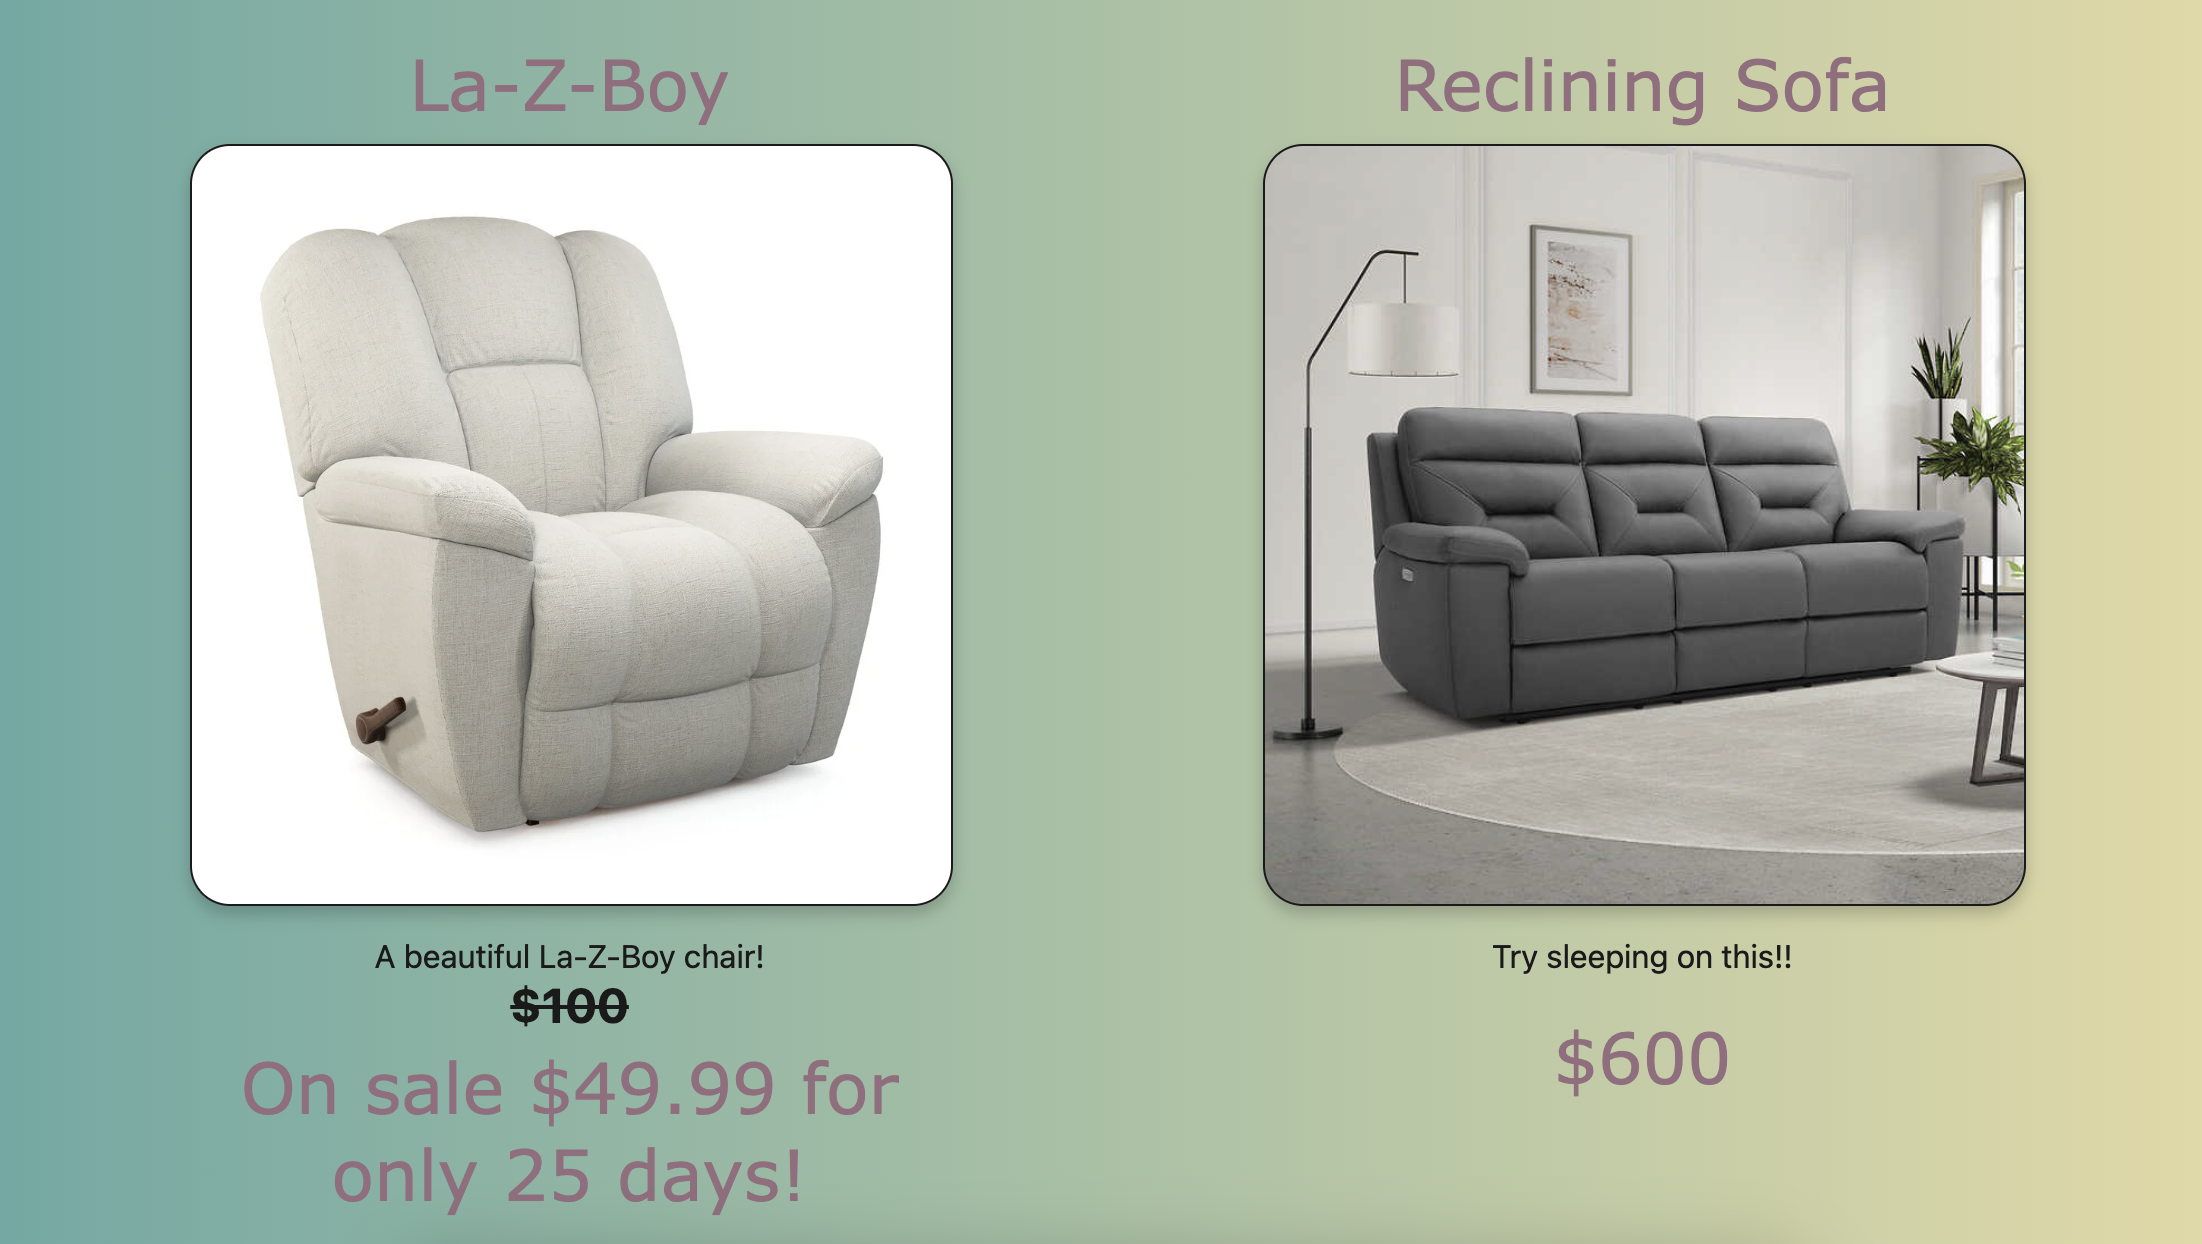 La-Z-Boy
A beautiful La-Z-Boy chair!
$100
On sale $49.99 for
only 25 days!
Reclining Sofa
Try sleeping on this!!
$600